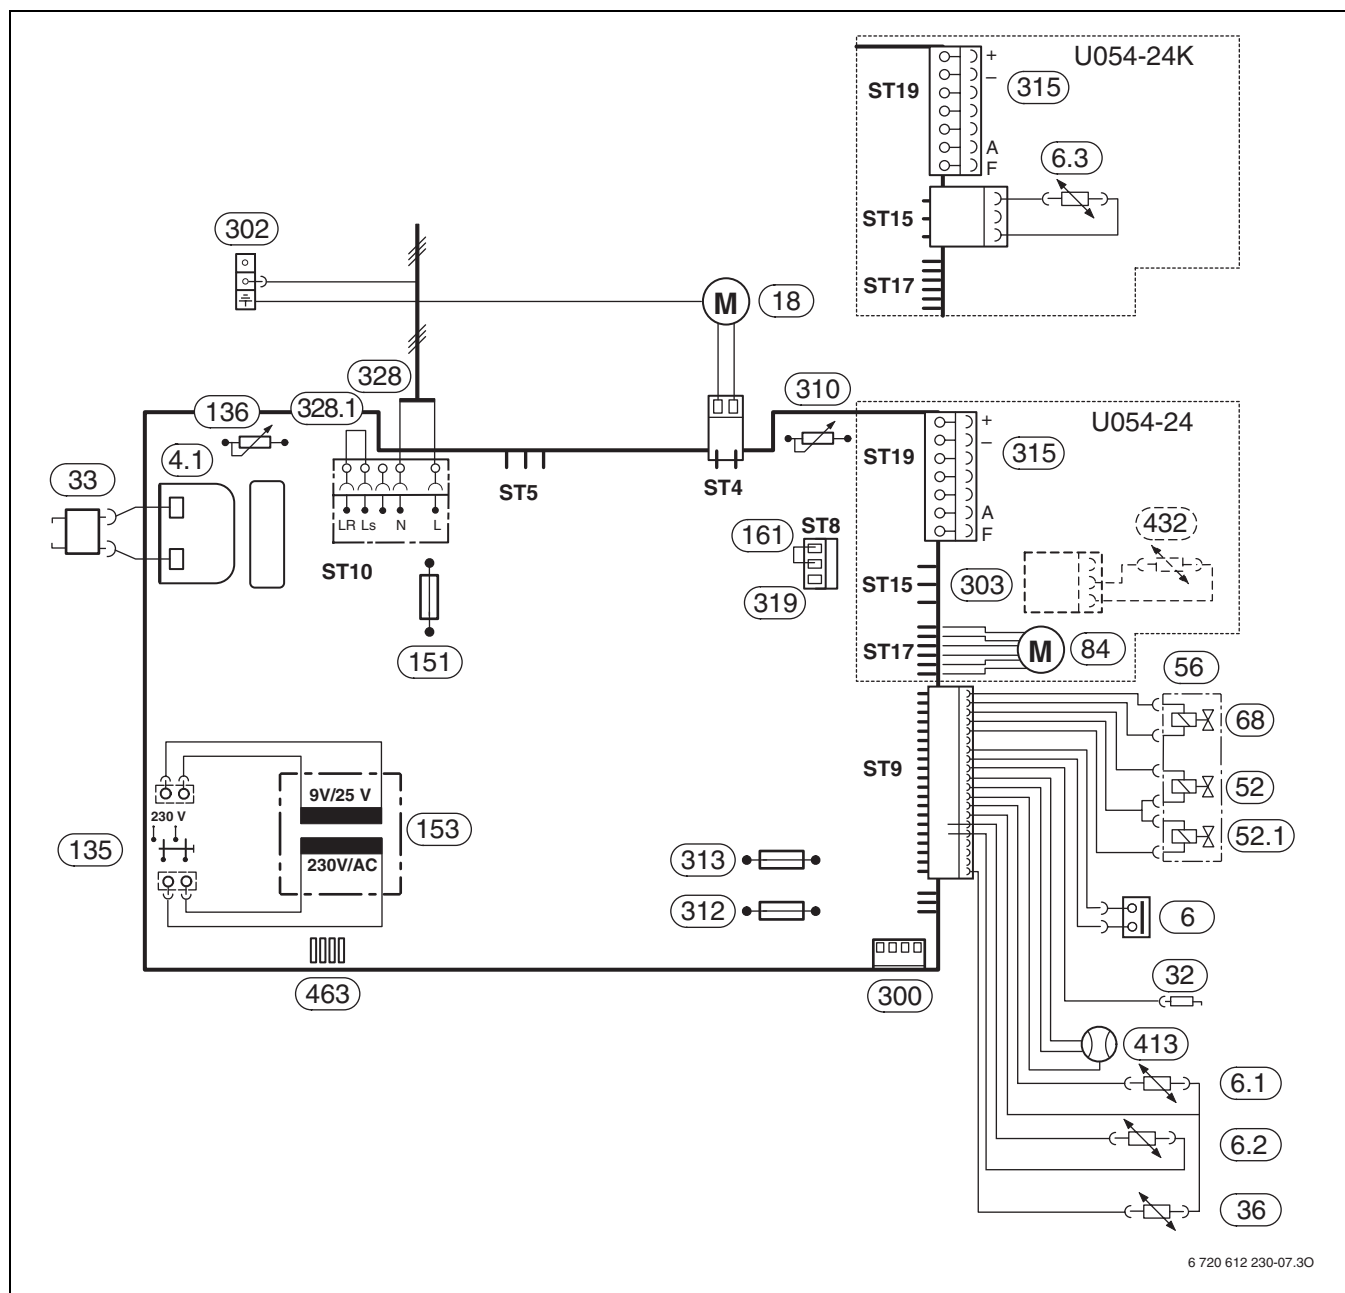 U054-24K
+
–
ST19
315
A
F
6.3
ST15
ST17
302
M
18
328
310
136
328.1
4.1
33
ST5
ST4
LR Ls N L
ST10
151
U054-24
+
–
ST19
315
A
F
ST8
161
319
432
303
ST15
ST17
M
84
56
68
ST9
52
52.1
9V/25 V
230 V
153
135
230V/AC
313
312
6
463
300
32
413
6.1
6.2
36
6 720 612 230-07.3O